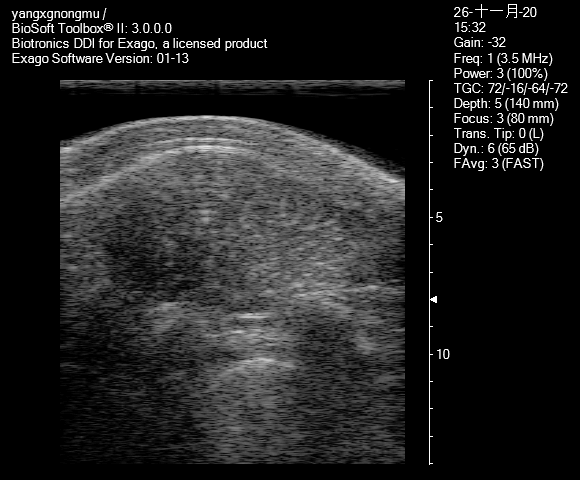 yangxgnongmu /
BioSoft Toolbox® II: 3.0.0.0
Biotronics DDI for Exago, a licensed product
Exago Software Version: 01-13
26-十一月-20
15:32
Gain: -32
Freq: 1 (3.5 MHz)
Power: 3 (100%)
TGC: 72/-16/-64/-72
Depth: 5 (140 mm)
Focus: 3 (80 mm)
Trans. Tip: 0 (L)
Dyn.: 6 (65 dB)
FAvg: 3 (FAST)
5
10